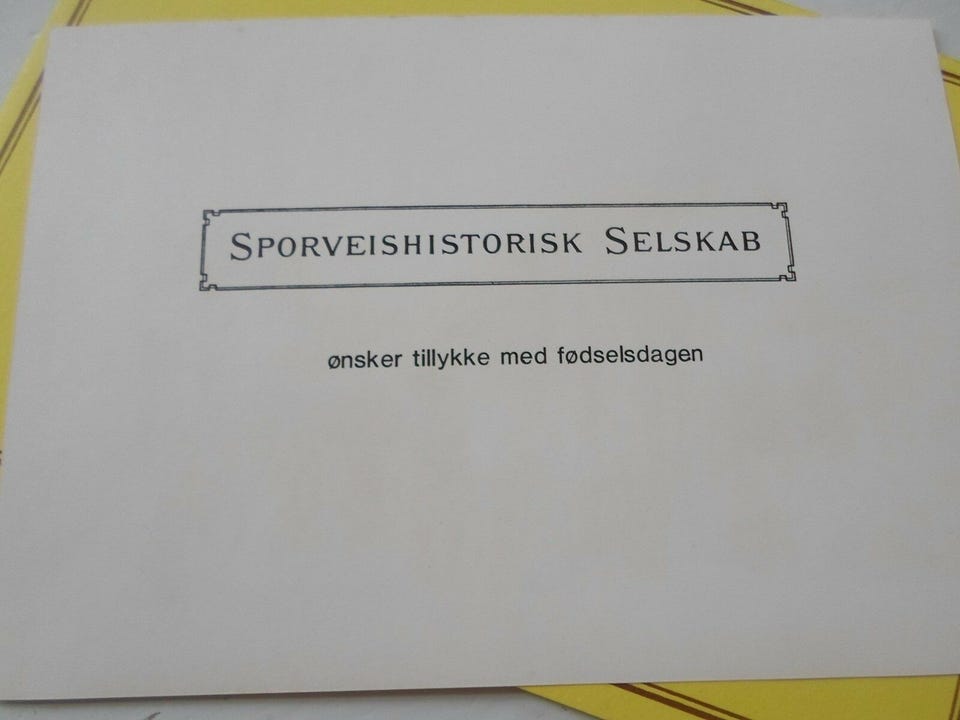 SPORVEISHISTORISK SELSKAB
ønsker tillykke med fødselsdagen